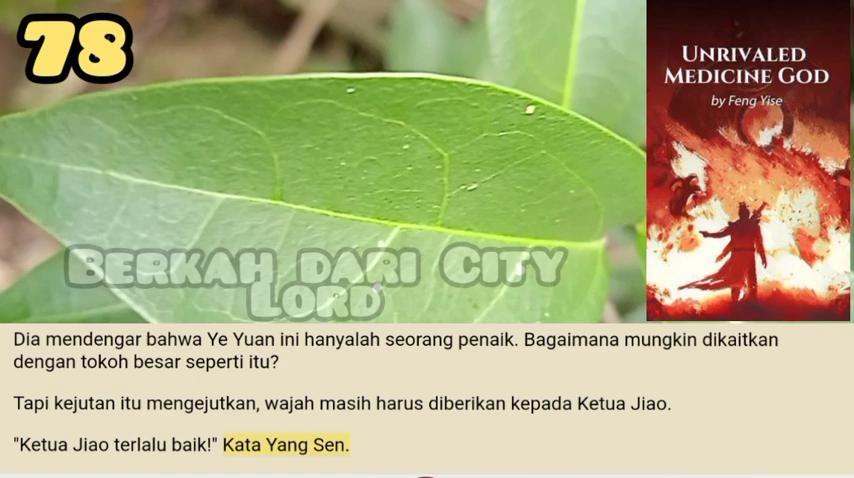 78
UNRIVALED
MEDICINE GOD
by Feng Yise
BERKAH DARI CITY
LORD
Dia mendengar bahwa Ye Yuan ini hanyalah seorang penaik. Bagaimana mungkin dikaitkan
dengan tokoh besar seperti itu?
Tapi kejutan itu mengejutkan, wajah masih harus diberikan kepada Ketua Jiao.
"Ketua Jiao terlalu baik!" Kata Yang Sen.